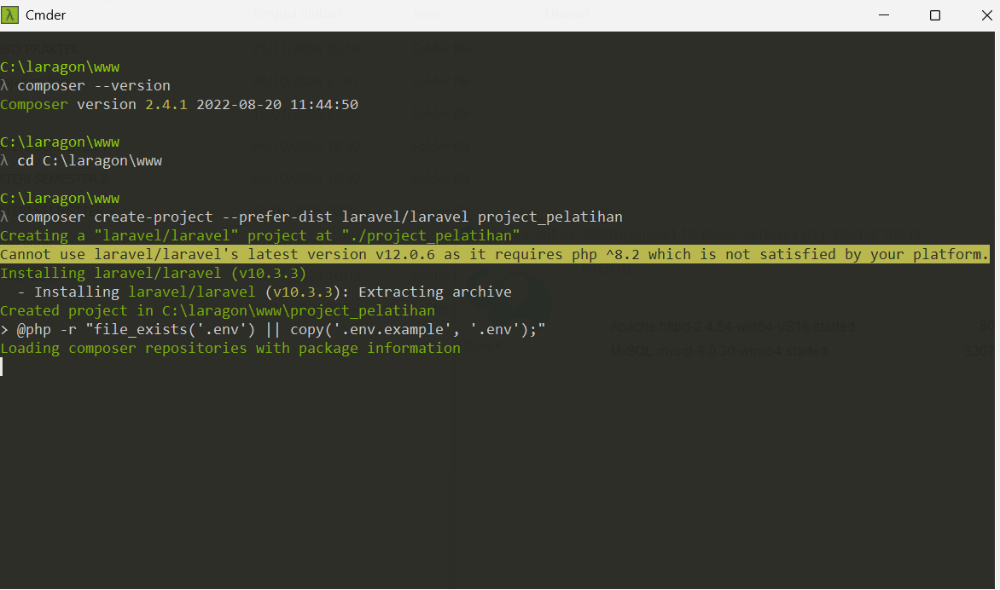 Cmder
C:\laragon\www
λ composer --version
Composer version 2.4.1 2022-08-20 11:44:50
C:\laragon\www
λ cd C:\laragon\www
C:\laragon\www
λ composer create-project --prefer-dist laravel/laravel project_pelatihan
Creating a "laravel/laravel" project at "./project_pelatihan"
Cannot use laravel/laravel's latest version v12.0.6 as it requires php ^8.2 which is not satisfied by your platform.
Installing laravel/laravel (v10.3.3)
- Installing laravel/laravel (v10.3.3): Extracting archive
Created project in C:\laragon\www\project_pelatihan
> @php -r "file_exists('.env') || copy('.env.example', '.env');"
Loading composer repositories with package information